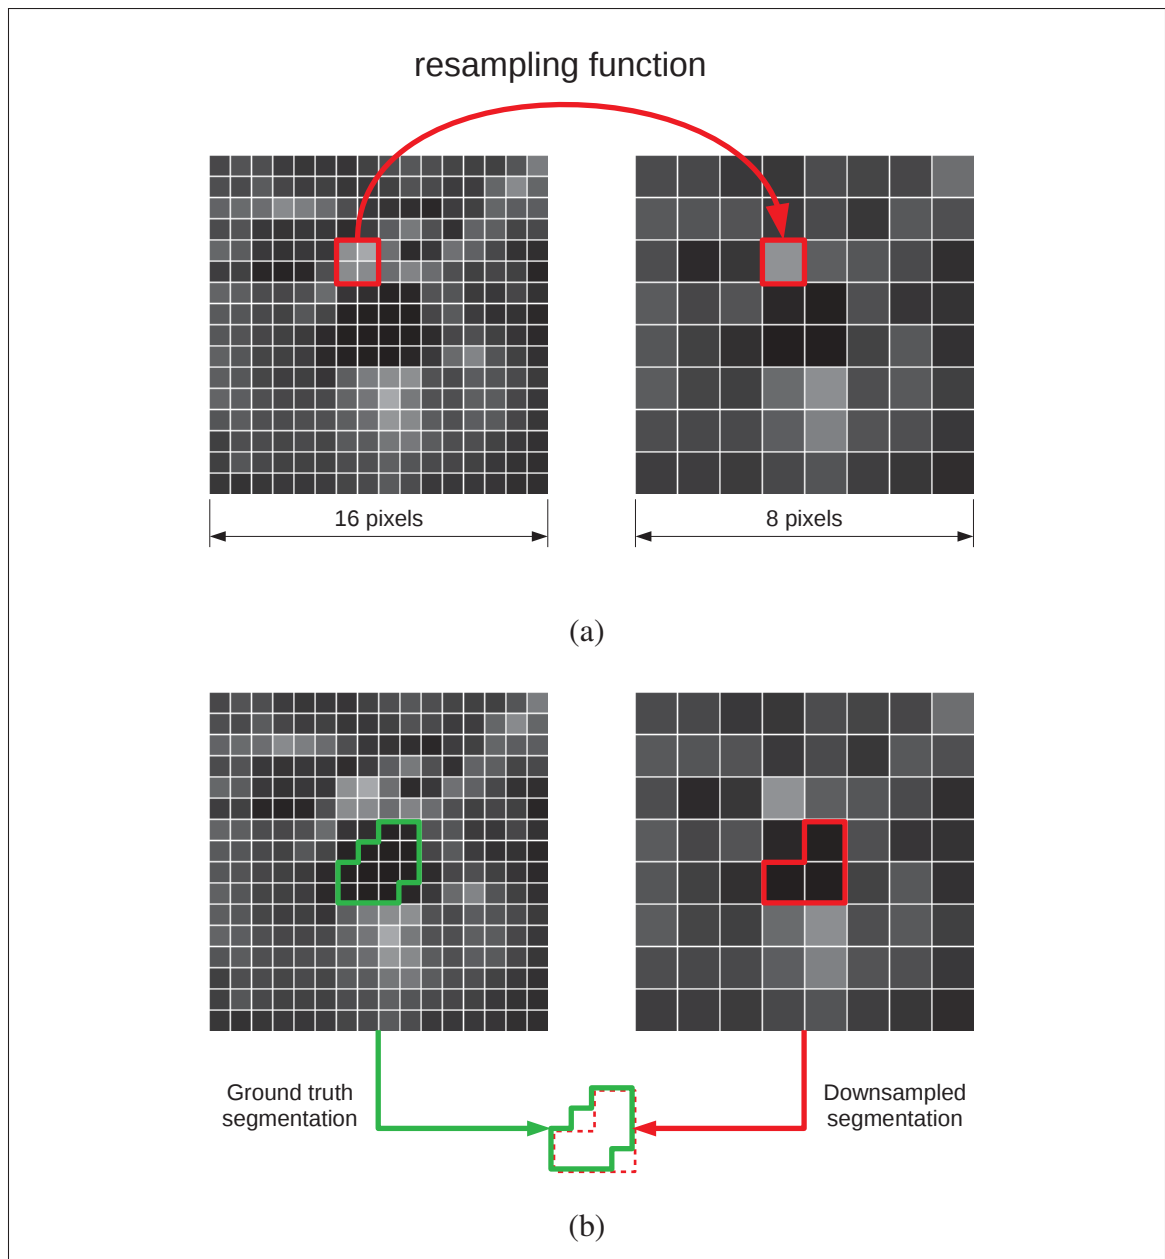 resampling function
16 pixels
8 pixels
(a)
Ground truth
segmentation
Downsampled
segmentation
(b)